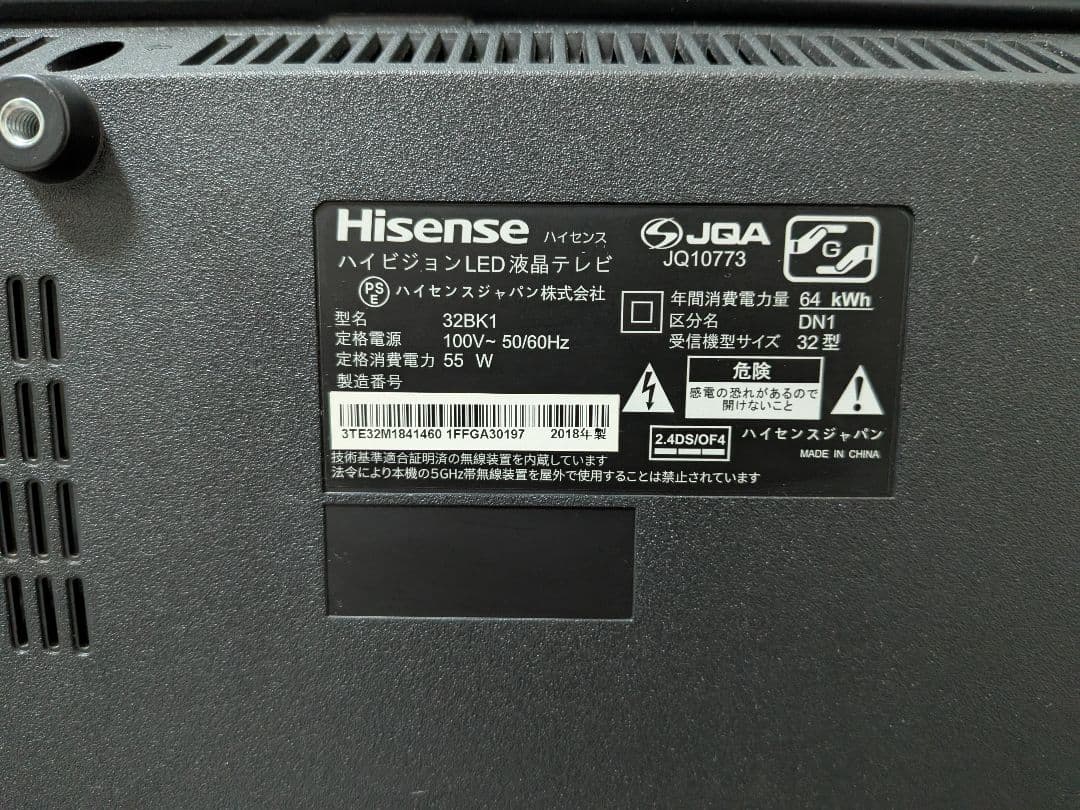 Hisense ハイセンス
ハイビジョンLED液晶テレビ
PSE ハイセンスジャパン株式会社
型名 32BK1
定格電源 100V~ 50/60Hz
定格消費電力 55 W
製造番号
3TE32M1841460 1FFGA30197 2018年製
技術基準適合証明済の無線装置を内蔵しています
法令により本機の5GHz帯無線装置を屋外で使用することは禁止されています
JQA
JQ10773
G
年間消費電力量 64 kWh
区分名 DN1
受信機型サイズ 32型
危険
感電の恐れがあるので
開けないこと
2.4DS/OF4
ハイセンスジャパン
MADE IN CHINA